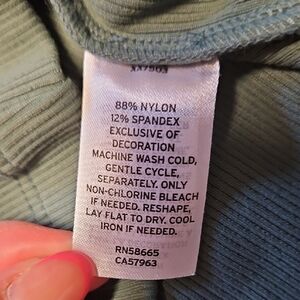 88% NYLON
12% SPANDEX
EXCLUSIVE OF
DECORATION
MACHINE WASH COLD,
GENTLE CYCLE,
SEPARATELY. ONLY
NON-CHLORINE BLEACH
IF NEEDED. RESHAPE,
LAY FLAT TO DRY. COOL
IRON IF NEEDED.
RN58665
CA57963